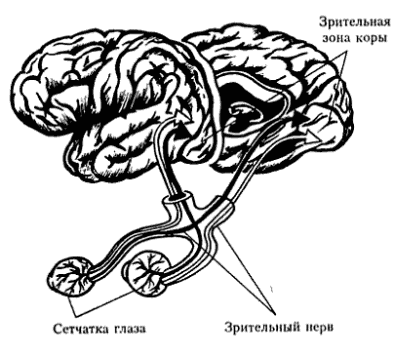 Зрительная
зона коры
Сетчатка глаза
Зрительный нерв